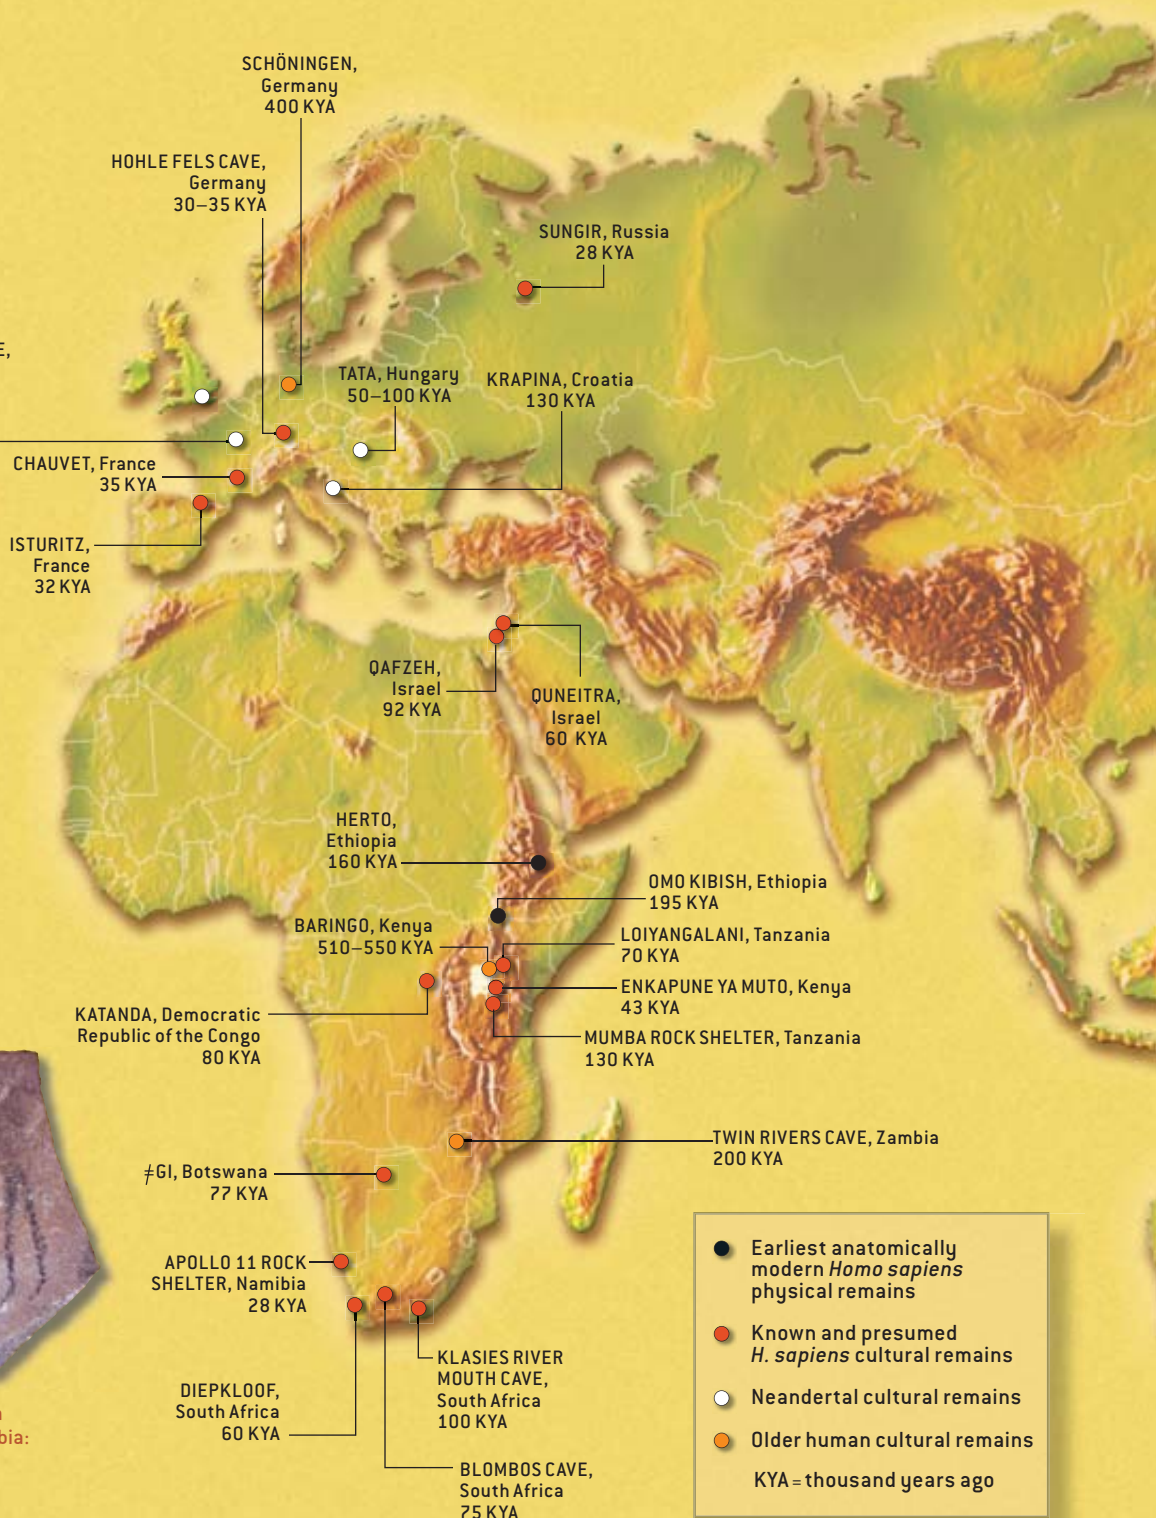 SCHÖNINGEN,
Germany
400 KYA
HOHLE FELS CAVE,
Germany
30–35 KYA
SUNGIR, Russia
28 KYA
E,
TATA, Hungary
50–100 KYA
KRAPINA, Croatia
130 KYA
CHAUVET, France
35 KYA
ISTURITZ,
France
32 KYA
QAFZEH,
Israel
92 KYA
QUNEITRA,
Israel
60 KYA
HERTO,
Ethiopia
160 KYA
OMO KIBISH, Ethiopia
195 KYA
BARINGO, Kenya
510–550 KYA
LOIYANGALANI, Tanzania
70 KYA
ENKAPUNE YA MUTO, Kenya
43 KYA
KATANDA, Democratic
Republic of the Congo
80 KYA
MUMBA ROCK SHELTER, Tanzania
130 KYA
TWIN RIVERS CAVE, Zambia
200 KYA
≠GI, Botswana
77 KYA
APOLLO 11 ROCK
SHELTER, Namibia
28 KYA
KLASIES RIVER
MOUTH CAVE,
South Africa
100 KYA
DIEPKLOOF,
South Africa
60 KYA
BLOMBOS CAVE,
South Africa
75 KYA
bia:
Earliest anatomically
modern Homo sapiens
physical remains
Known and presumed
H. sapiens cultural remains
Neandertal cultural remains
Older human cultural remains
KYA = thousand years ago